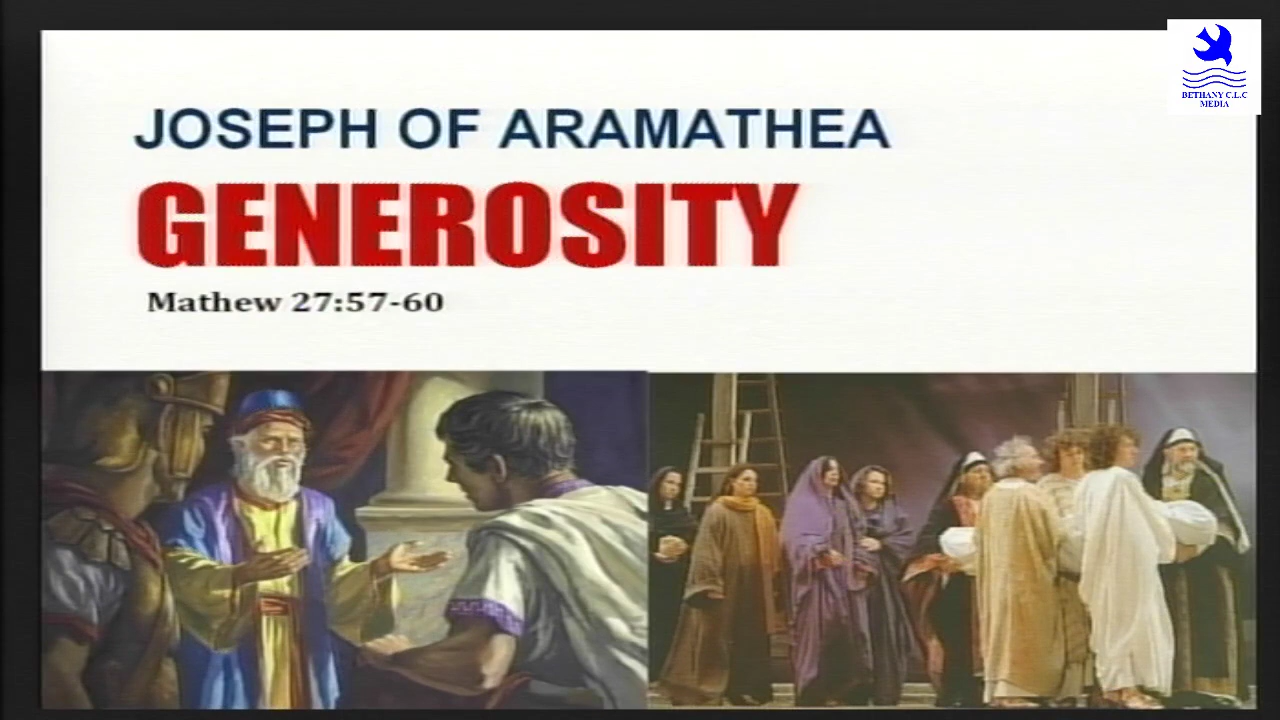 JOSEPH OF ARAMATHEA
GENEROSITY
Mathew 27:57-60
BETHANY C.L.C
MEDIA